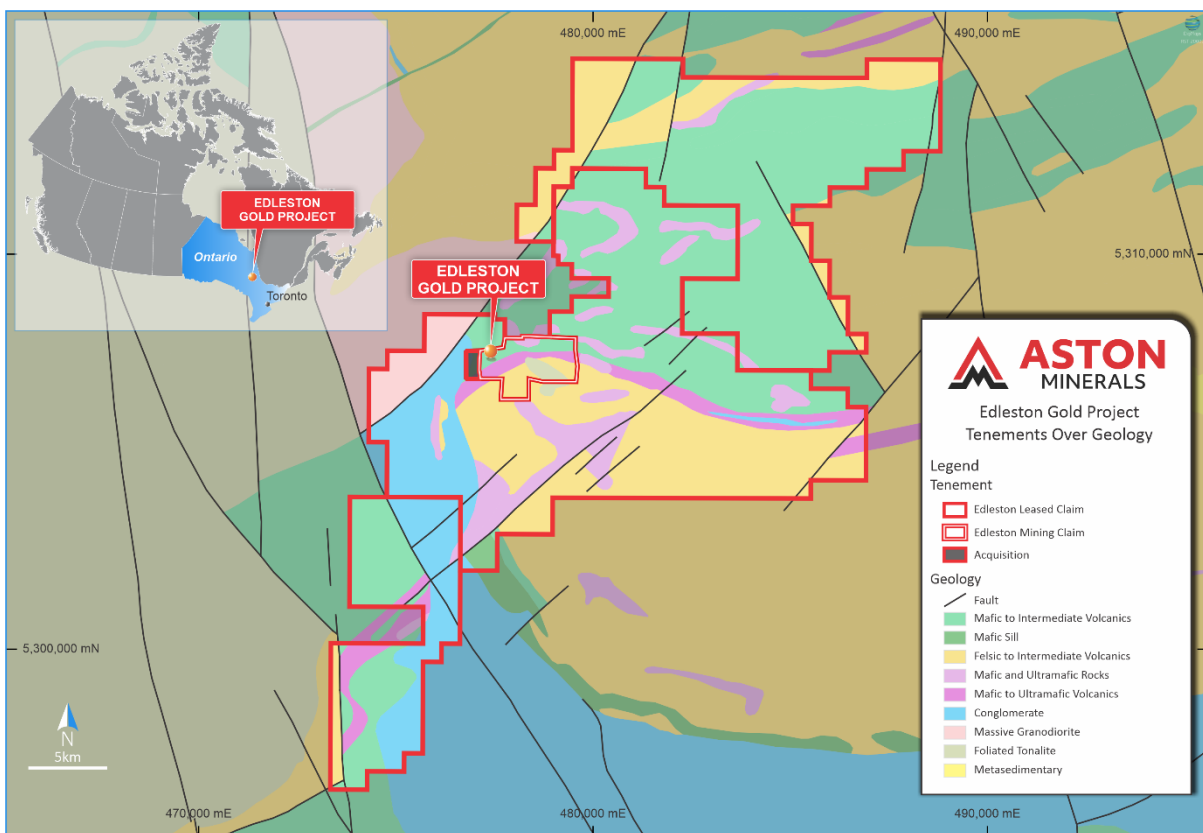 480,000 mE
490,000 mE
EDLESTON
GOLD PROJECT
Ontario
Toronto
5,310,000 mN
EDLESTON
GOLD PROJECT
ASTON
MINERALS
Edleston Gold Project
Tenements Over Geology
Legend
Tenement
Edleston Leased Claim
Edleston Mining Claim
Acquisition
Geology
Fault
Mafic to Intermediate Volcanics
Mafic Sill
Felsic to Intermediate Volcanics
Mafic and Ultramafic Rocks
Mafic to Ultramafic Volcanics
Conglomerate
Massive Granodiorite
Foliated Tonalite
Metasedimentary
5,300,000 mN
N
5km
470,000 mE
480,000 mE
490,000 mE